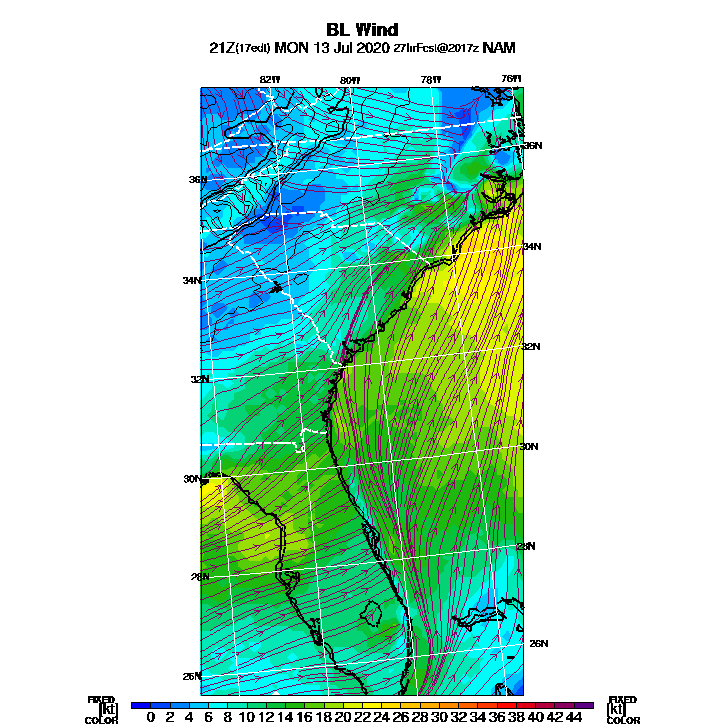 BL Wind
21Z(17edt) MON 13 Jul 2020 27hrFcst@2017z NAM
82W 80W 78W 76W
36N 36N
34N 34N
32N 32N
30N 30N
28N 28N
26N 26N
FIXED FIXED
[kt] 0 2 4 6 8 10 12 14 16 18 20 22 24 26 28 30 32 34 36 38 40 42 44 [kt]
COLOR COLOR